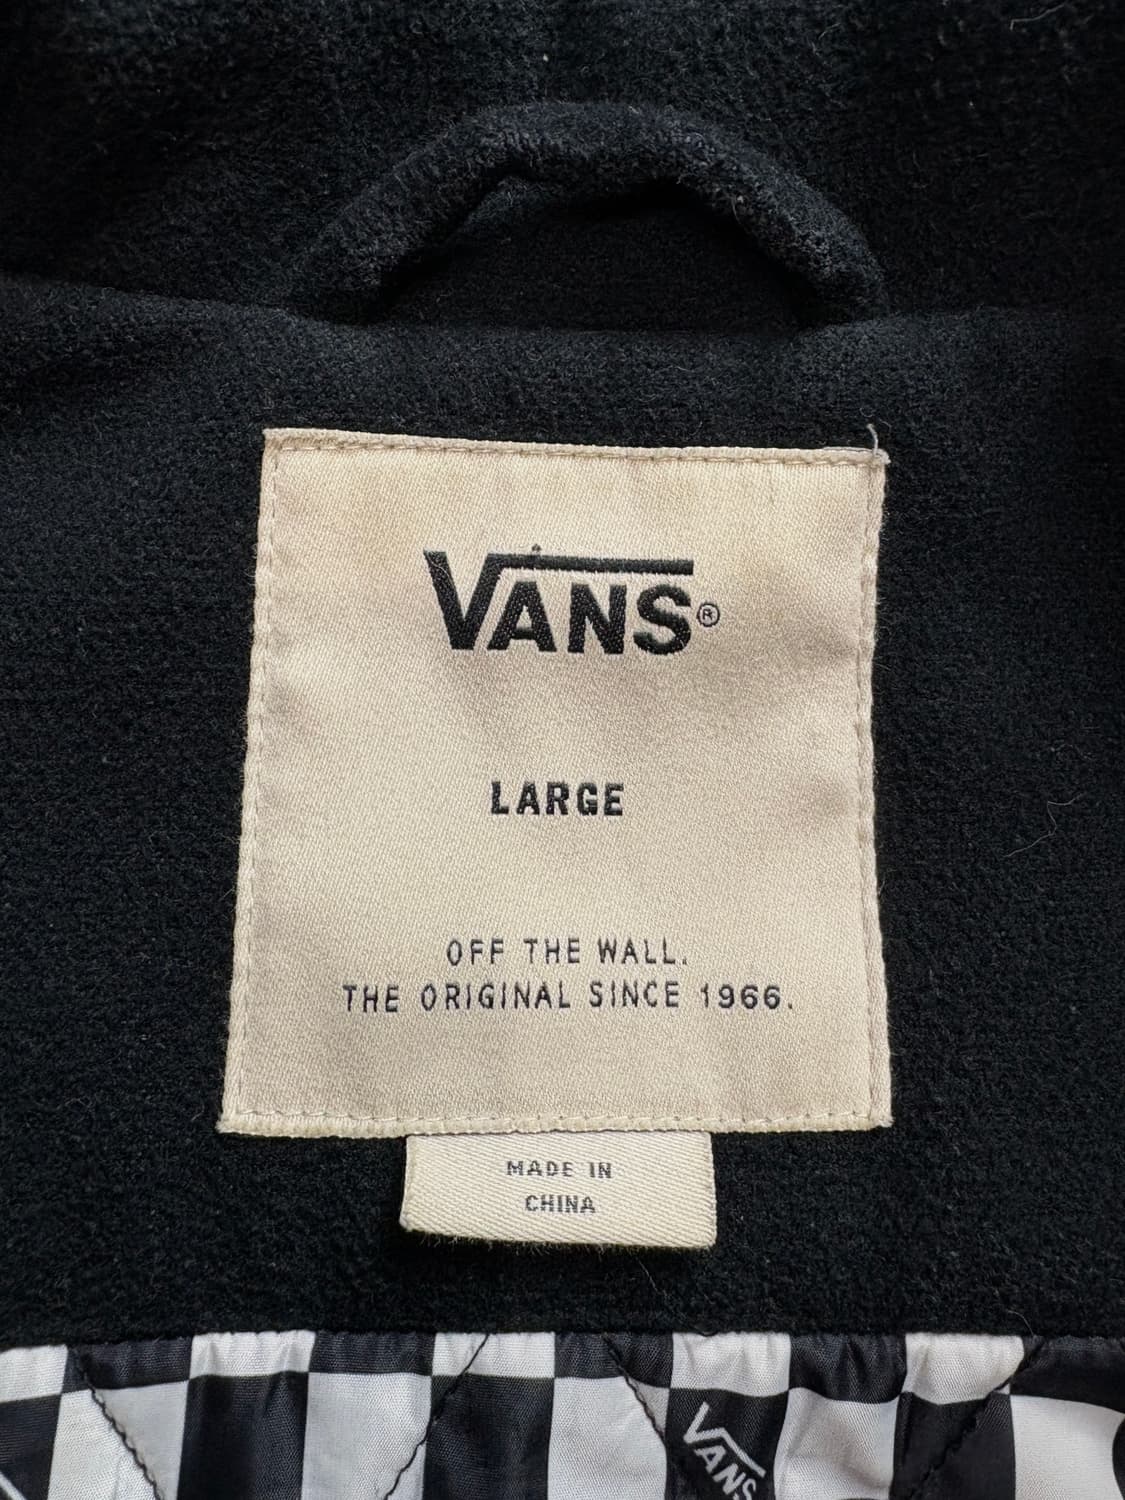 VANS®
LARGE
OFF THE WALL.
THE ORIGINAL SINCE 1966.
MADE IN
CHINA
VANS